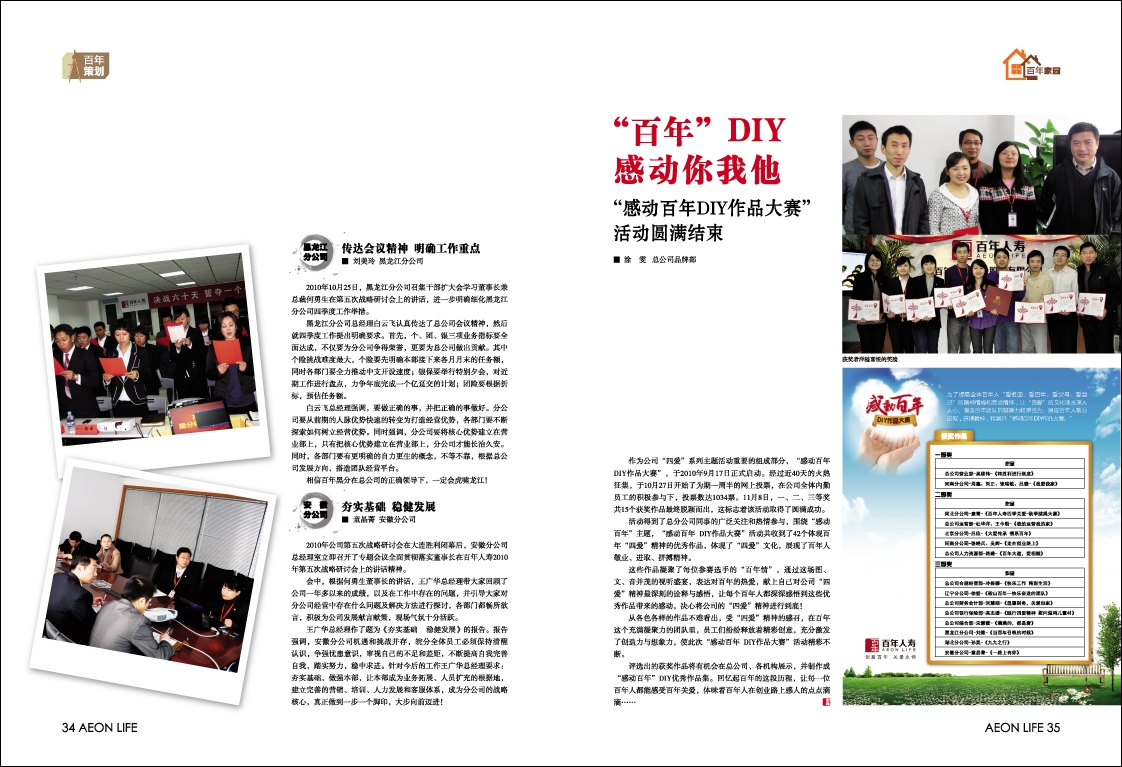 百年
策划
百年家园
黑龙江
分公司
传达会议精神 明确工作重点
■ 刘美玲 黑龙江分公司
2010年10月25日，黑龙江分公司召集干部扩大会学习董事长兼
总裁何勇生在第五次战略研讨会上的讲话，进一步明确细化黑龙江
分公司四季度工作举措。
黑龙江分公司总经理白云飞认真传达了总公司会议精神，然后
就四季度工作提出明确要求。首先，个、团、银三项业务指标要全
面达成，不仅要为分公司争得荣誉，更要为总公司做出贡献。其中
个险挑战难度最大，个险要先明确本部接下来各月月末的任务额，
同时各部门要全力推动中支开设速度；银保要举行特别夕会，对近
期工作进行盘点，力争年底完成一个亿趸交的计划；团险要根据折
标，预估任务额。
白云飞总经理强调，要做正确的事，并把正确的事做好。分公
司要从前期的人脉优势快速的转变为打造经营优势，各部门要不断
探索如何树立经营优势。同时强调，分公司要将核心优势建立在营
业部上，只有把核心优势建立在营业部上，分公司才能长治久安。
同时，各部门要有更明确的自力更生的概念，不等不靠，根据总公
司发展方向，搭造团队经营平台。
相信百年黑分在总公司的正确领导下，一定会虎啸龙江！
安 徽
分公司
夯实基础 稳健发展
■ 童晶菁 安徽分公司
2010年公司第五次战略研讨会在大连胜利闭幕后，安徽分公司
总经理室立即召开了专题会议全面贯彻落实董事长在百年人寿2010
年第五次战略研讨会上的讲话精神。
会中，根据何勇生董事长的讲话，王广华总经理带大家回顾了
公司一年多以来的成绩，以及在工作中存在的问题，并引导大家对
分公司经营中存在什么问题及解决方法进行探讨，各部门都畅所欲
言，积极为公司发展献言献策，现场气氛十分活跃。
王广华总经理作了题为《夯实基础 稳健发展》的报告。报告
强调，安徽分公司机遇和挑战并存，皖分全体员工必须保持清醒
认识，争强忧患意识，审视自己的不足和差距，不断提高自我完善
自我，踏实努力，稳中求进。针对今后的工作王广华总经理要求：
夯实基础，做强本部，让本部成为业务拓展、人员扩充的根据地，
建立完善的营销、培训、人力发展和客服体系，成为分公司的战略
核心，真正做到一步一个脚印，大步向前迈进！
34 AEON LIFE
“百年”DIY
感动你我他
“感动百年DIY作品大赛”
活动圆满结束
■ 徐 雯 总公司品牌部
作为公司“四爱”系列主题活动重要的组成部分，“感动百年
DIY作品大赛”，于2010年9月17日正式启动。经过近40天的火热
征集，于10月27日开始了为期一周半的网上投票，在公司全体内勤
员工的积极参与下，投票数达1034票。11月8日，一、二、三等奖
共15个获奖作品最终脱颖而出，这标志着该活动取得了圆满成功。
活动得到了总分公司同事的广泛关注和热情参与，围绕“感动
百年”主题，“感动百年 DIY作品大赛”活动共收到了42个体现百
年“四爱”精神的优秀作品，体现了“四爱”文化，展现了百年人
敬业、进取、拼搏精神。
这些作品凝聚了每位参赛选手的“百年情”，通过这场图、
文、音并茂的视听盛宴，表达对百年的热爱，献上自己对公司“四
爱”精神最深刻的诠释与感悟，让每个百年人都深深感悟到这些优
秀作品带来的感动，决心将公司的“四爱”精神进行到底！
从各色各样的作品不难看出，受“四爱”精神的感召，在百年
这个充满凝聚力的团队里，员工们纷纷释放着精彩创意，充分激发
了创造力与想象力，使此次“感动百年 DIY作品大赛”活动精彩不
断。
评选出的获奖作品将有机会在总公司、各机构展示，并制作成
“感动百年”DIY优秀作品集。回忆起百年的这段历程，让每一位
百年人都能感受百年关爱，体味着百年人在创业路上感人的点点滴
滴……
百年人寿
AEON LIFE
获奖者洋溢喜悦的笑脸
感动百年
DIY作品大赛
获奖作品
一等奖
二等奖
三等奖
百年人寿
AEON LIFE
创新百年 关爱永伴
AEON LIFE 35